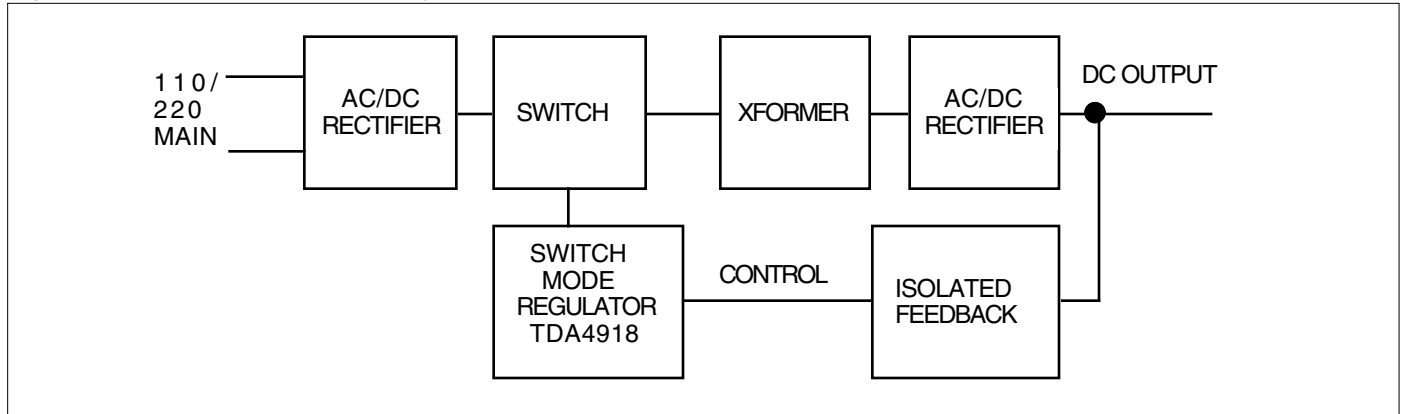 110/
220
MAIN
AC/DC
RECTIFIER
SWITCH
XFORMER
AC/DC
RECTIFIER
DC OUTPUT
SWITCH
MODE
REGULATOR
TDA4918
CONTROL
ISOLATED
FEEDBACK